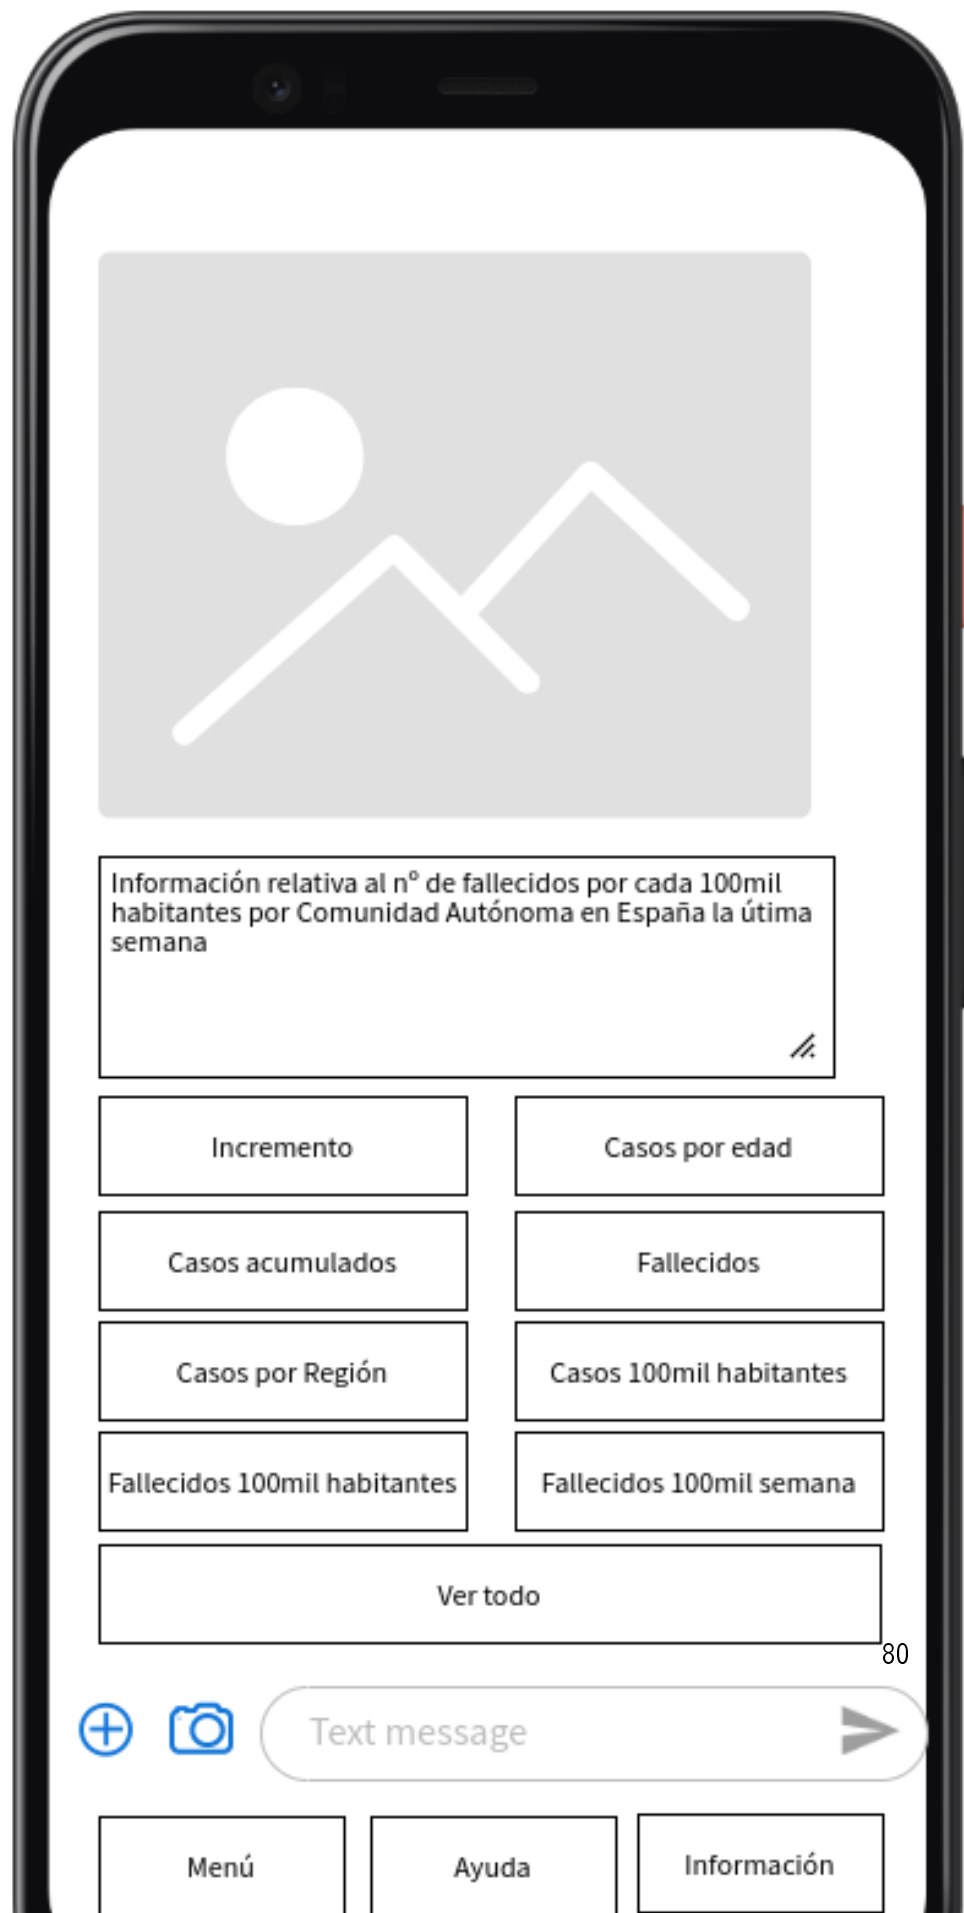 Información relativa al nº de fallecidos por cada 100mil
habitantes por Comunidad Autónoma en España la útima
semana
Incremento
Casos por edad
Casos acumulados
Fallecidos
Casos por Región
Casos 100mil habitantes
Fallecidos 100mil habitantes
Fallecidos 100mil semana
Ver todo
80
Text message
Menú
Ayuda
Información